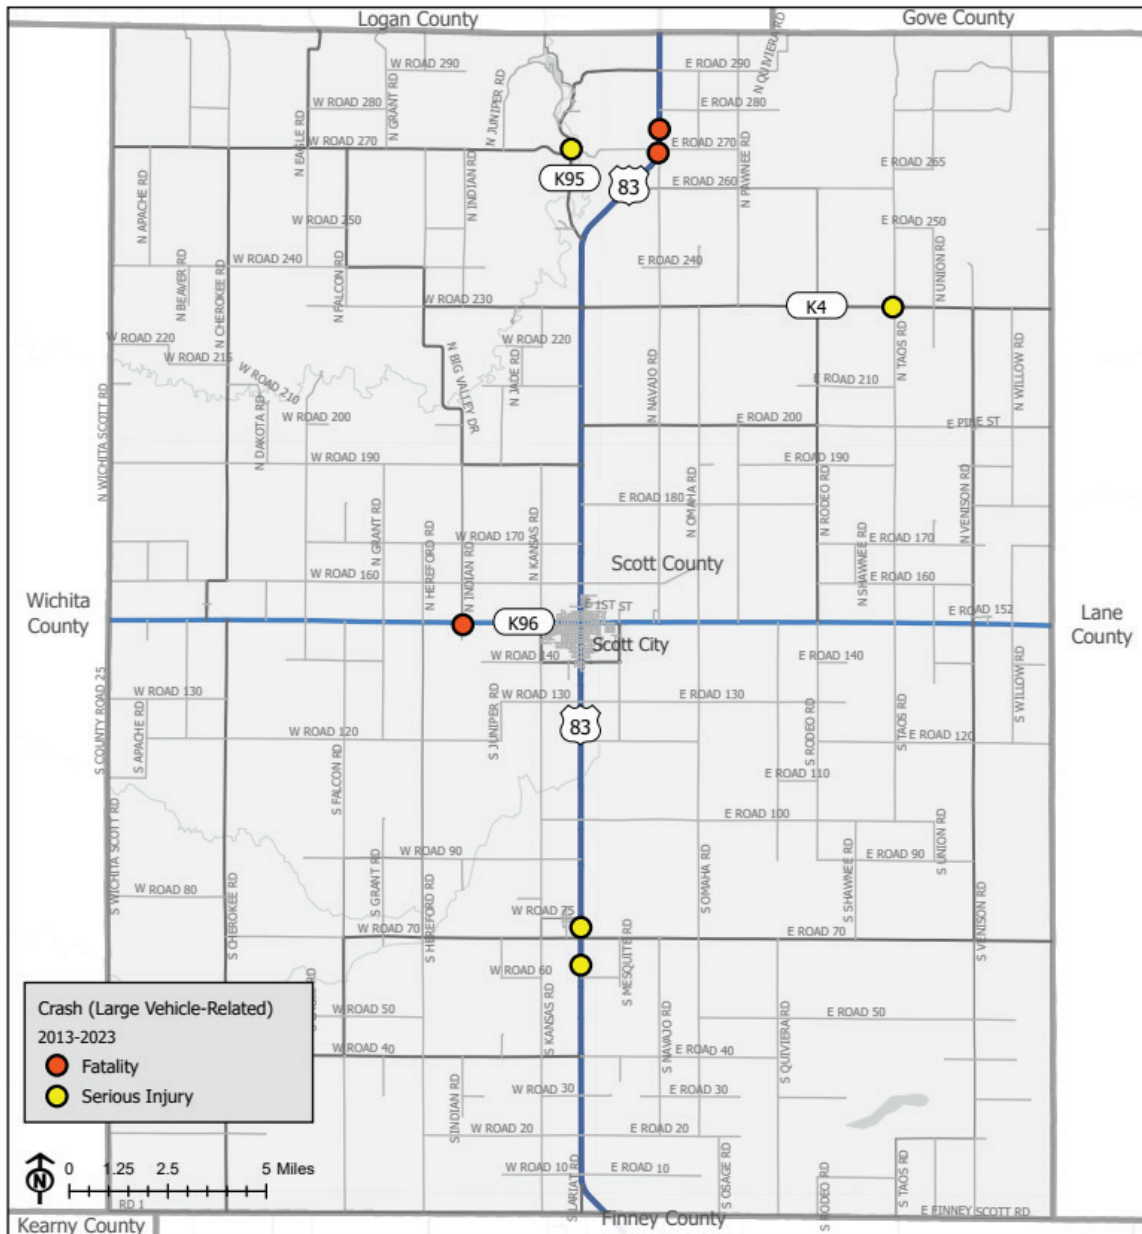 Logan County
Gove County
W ROAD 290
E ROAD 290
N QUIVIERA RD
W ROAD 280
E ROAD 280
N GRANT RD
N JUNIPER RD
N EAGLE RD
W ROAD 270
E ROAD 270
E ROAD 265
K95
83
N PAWNEE RD
E ROAD 260
N APACHE RD
N INDIAN RD
W ROAD 250
E ROAD 250
N BEAVER RD
N CHEROKEE RD
W ROAD 240
E ROAD 240
N FALCON RD
N UNION RD
W ROAD 230
K4
W ROAD 220
W ROAD 220
W ROAD 215
N TAOS RD
N BIG VALLEY DR
N JADE RD
N NAVAJO RD
N WILLOW RD
W ROAD 210
E ROAD 210
N WICHITA SCOTT RD
N DAKOTA RD
W ROAD 200
E ROAD 200
E PINE ST
W ROAD 190
E ROAD 190
E ROAD 180
N OMAHA RD
N RODEO RD
N VENISON RD
N GRANT RD
N HEREFORD RD
N INDIAN RD
N KANSAS RD
W ROAD 170
E ROAD 170
Scott County
N SHAWNEE RD
W ROAD 160
E ROAD 160
Wichita
County
K96
E 1ST ST
E ROAD 152
Lane
County
Scott City
W ROAD 140
E ROAD 140
S COUNTY ROAD 25
S APACHE RD
W ROAD 130
W ROAD 130
E ROAD 130
S WILLOW RD
S JUNIPER RD
83
S RODEO RD
S TAOS RD
W ROAD 120
E ROAD 120
S FALCON RD
E ROAD 110
S WICHITA SCOTT RD
E ROAD 100
S UNION RD
W ROAD 90
E ROAD 90
S GRANT RD
S OMAHA RD
S SHAWNEE RD
W ROAD 80
S CHEROKEE RD
S HEREFORD RD
W ROAD 75
S VENISON RD
W ROAD 70
E ROAD 70
S MESQUITE RD
W ROAD 60
Crash (Large Vehicle-Related)
2013-2023
Fatality
Serious Injury
W ROAD 50
E ROAD 50
S KANSAS RD
S NAVAJO RD
S QUIVIERA RD
W ROAD 40
E ROAD 40
S INDIAN RD
W ROAD 30
E ROAD 30
W ROAD 20
E ROAD 20
N
0 1.25 2.5 5 Miles
W ROAD 10
E ROAD 10
S LARIAT RD
S OSAGE RD
S RODEO RD
S TAOS RD
RD 1
E FINNEY SCOTT RD
Kearny County
Finney County